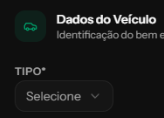 Dados do Veículo
Identificação do bem e
TIPO*
Selecione